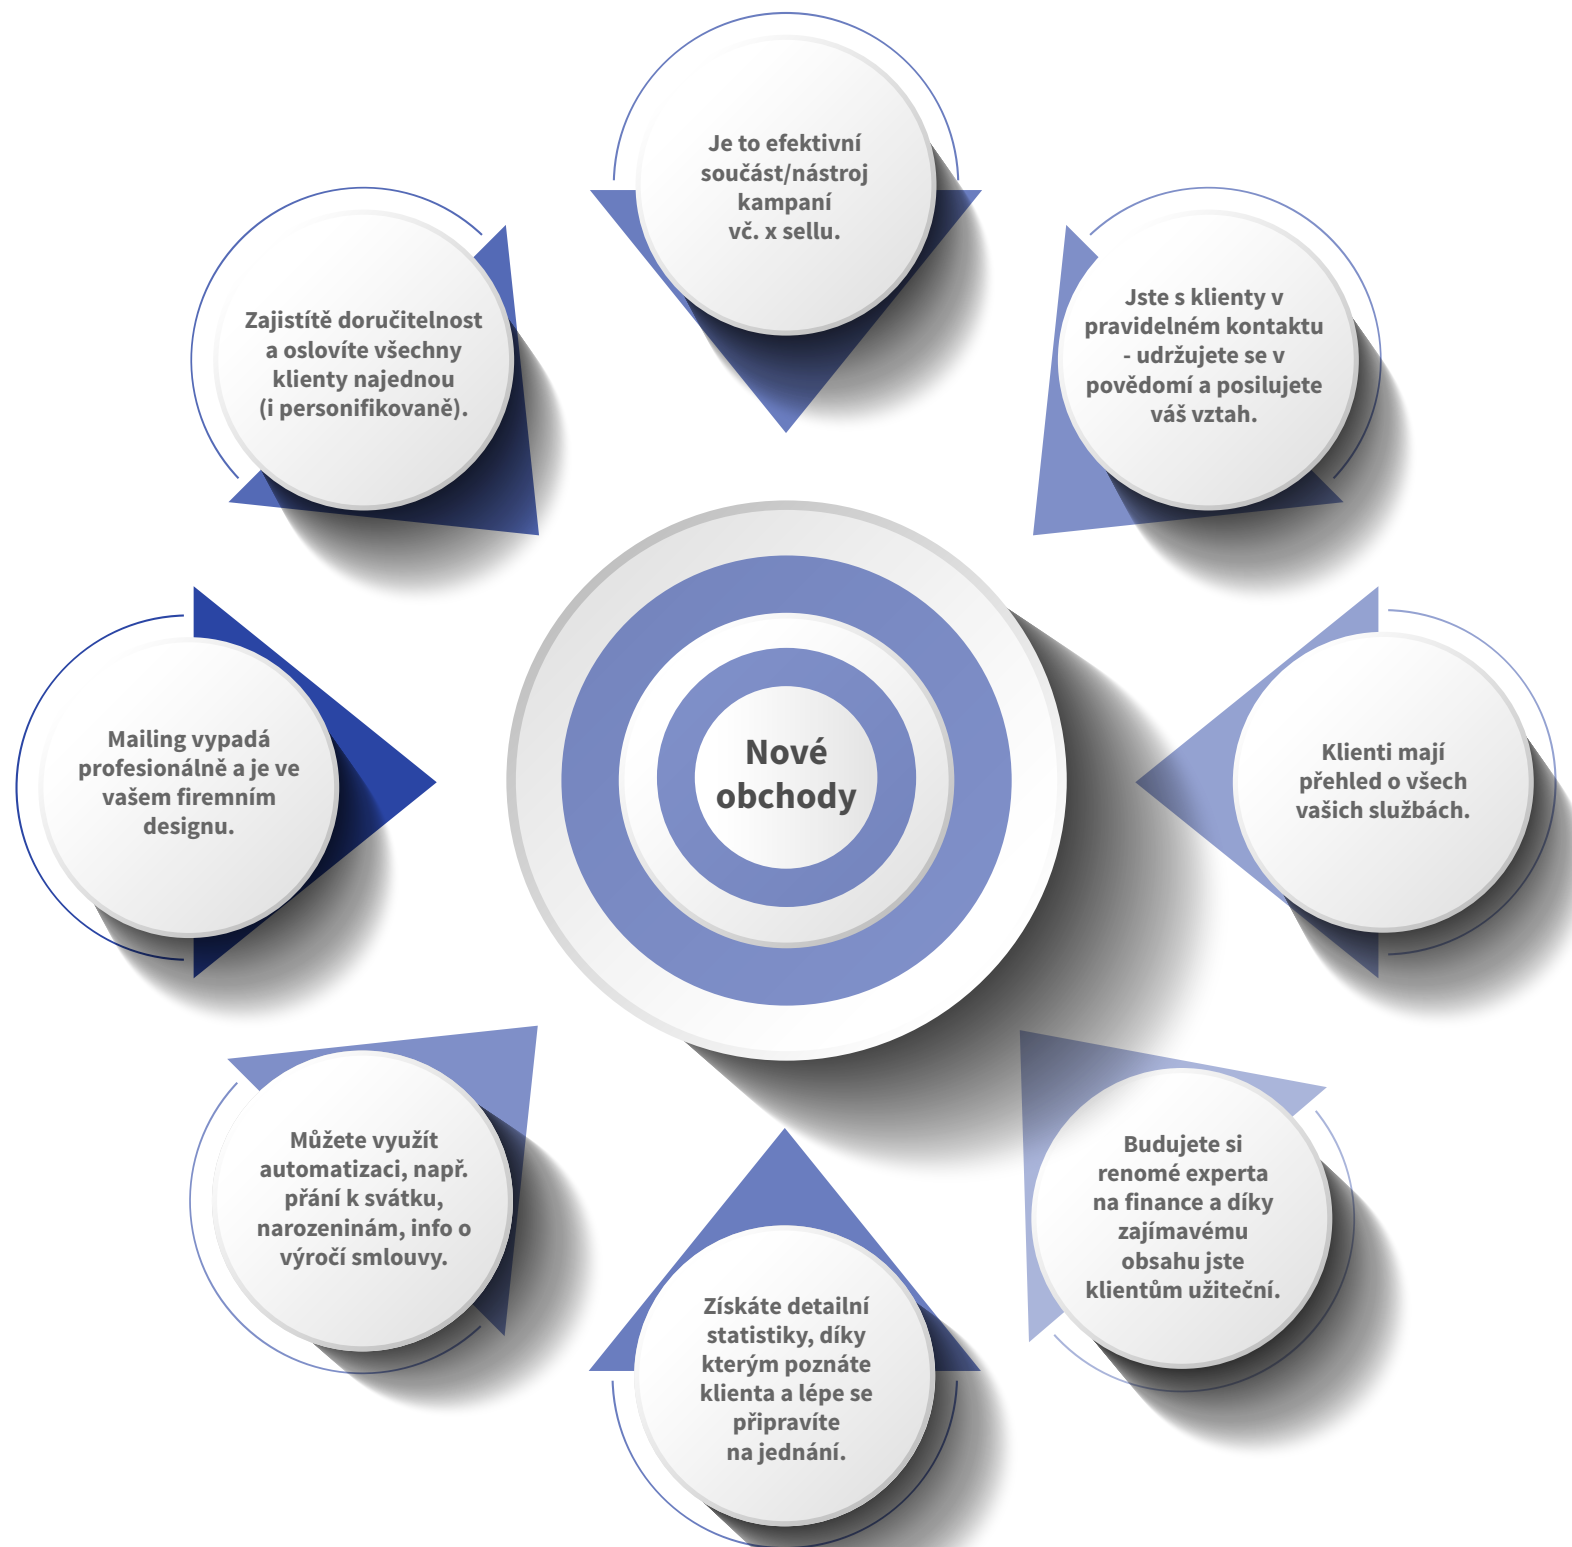 Je to efektivní
součást/nástroj
kampaní
vč. x sellu.
Jste s klienty v
pravidelném kontaktu
- udržujete se v
povědomí a posilujete
váš vztah.
Klienti mají
přehled o všech
vašich službách.
Budujete si
renomé experta
na finance a díky
zajímavému
obsahu jste
klientům užiteční.
Získáte detailní
statistiky, díky
kterým poznáte
klienta a lépe se
připravíte
na jednání.
Můžete využít
automatizaci, např.
přání k svátku,
narozeninám, info o
výročí smlouvy.
Mailing vypadá
profesionálně a je ve
vašem firemním
designu.
Zajistítě doručitelnost
a oslovíte všechny
klienty najednou
(i personifikovaně).
Nové
obchody